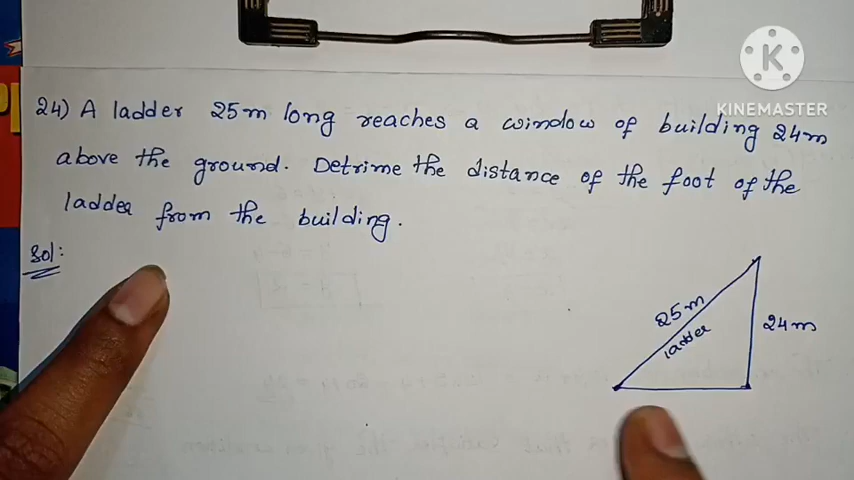 KINEMASTER
24) A ladder 25m long reaches a window of building 24m
above the ground. Detrime the distance of the foot of the
ladder from the building.
Sol:
25m
ladder
24m